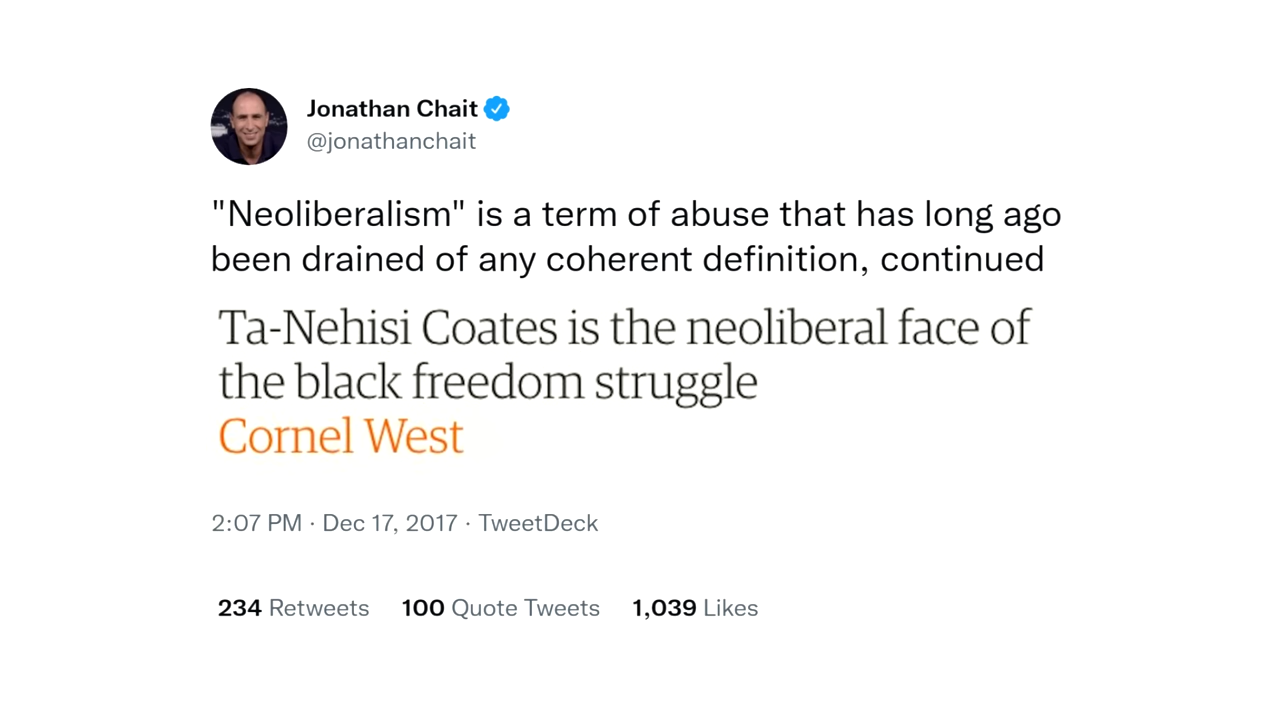 Jonathan Chait
@jonathanchait
"Neoliberalism" is a term of abuse that has long ago
been drained of any coherent definition, continued
Ta-Nehisi Coates is the neoliberal face of
the black freedom struggle
Cornel West
2:07 PM · Dec 17, 2017 · TweetDeck
234 Retweets 100 Quote Tweets 1,039 Likes